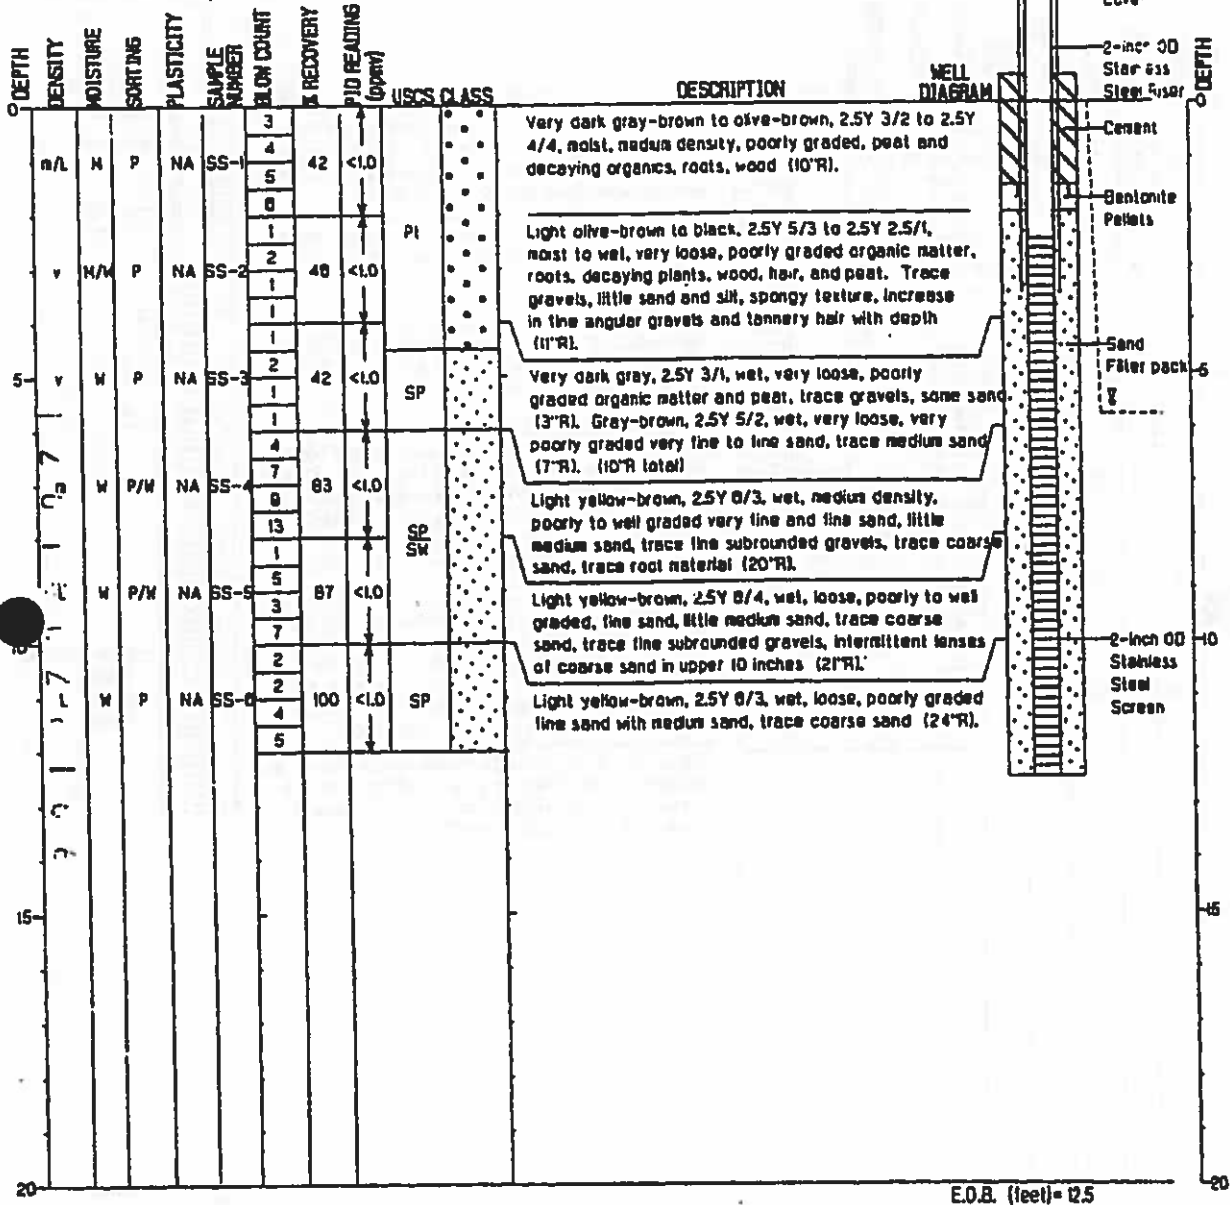 DEPTH
DENSITY
MOISTURE
SORTING
PLASTICITY
SAMPLE NUMBER
BLOW COUNT
% RECOVERY
PID READING (ppmv)
USCS CLASS
DESCRIPTION
WELL DIAGRAM
DEPTH
2-inch OD
Stainless
Steel Riser
0
m/L M P NA SS-1 3 4 5 8 42 <1.0
Very dark gray-brown to olive-brown, 2.5Y 3/2 to 2.5Y
4/4, moist, medium density, poorly graded, peat and
decaying organics, roots, wood (10"R).
0
Cement
Bentonite
Pellets
v M/W P NA SS-2 1 2 1 1 48 <1.0 Pt
Light olive-brown to black, 2.5Y 5/3 to 2.5Y 2.5/1,
moist to wet, very loose, poorly graded organic matter,
roots, decaying plants, wood, hair, and peat. Trace
gravels, little sand and silt, spongy texture, increase
in fine angular gravels and tannery hair with depth
(11"R).
Sand
Filter pack
5 v W P NA SS-3 1 2 1 1 42 <1.0 SP
Very dark gray, 2.5Y 3/1, wet, very loose, poorly
graded organic matter and peat, trace gravels, some sand
(3"R). Gray-brown, 2.5Y 5/2, wet, very loose, very
poorly graded very fine to fine sand, trace medium sand
(7"R). (10"R total)
5
m W P/W NA SS-4 4 7 9 13 83 <1.0 SP SW
Light yellow-brown, 2.5Y 6/3, wet, medium density,
poorly to well graded very fine and fine sand, little
medium sand, trace fine subrounded gravels, trace coarse
sand, trace root material (20"R).
L W P/W NA SS-5 1 5 3 7 87 <1.0
Light yellow-brown, 2.5Y 6/4, wet, loose, poorly to well
graded, fine sand, little medium sand, trace coarse
sand, trace fine subrounded gravels, intermittent lenses
of coarse sand in upper 10 inches (21"R).
10
2-inch OD
Stainless
Steel
Screen
10
L W P NA SS-6 2 2 4 5 100 <1.0 SP
Light yellow-brown, 2.5Y 6/3, wet, loose, poorly graded
fine sand with medium sand, trace coarse sand (24"R).
15
15
20
20
E.O.B. (feet)= 12.5